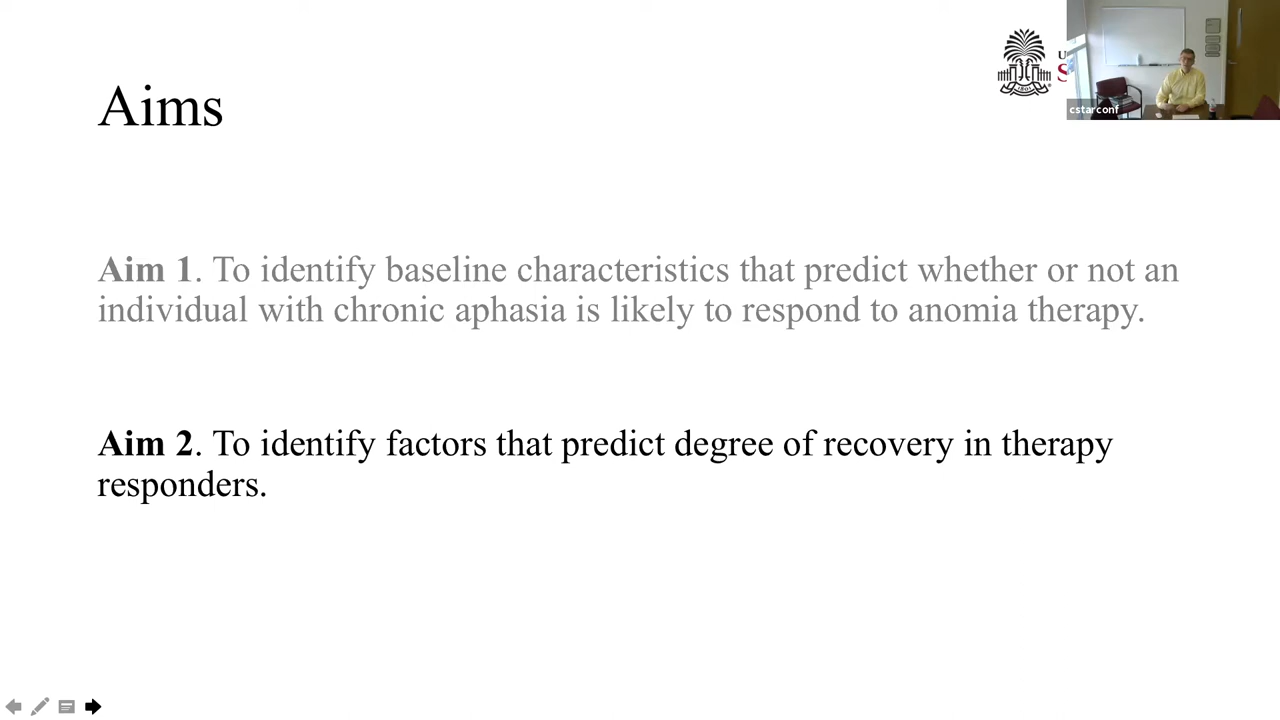 Aims
cstarconf
Aim 1. To identify baseline characteristics that predict whether or not an
individual with chronic aphasia is likely to respond to anomia therapy.
Aim 2. To identify factors that predict degree of recovery in therapy
responders.